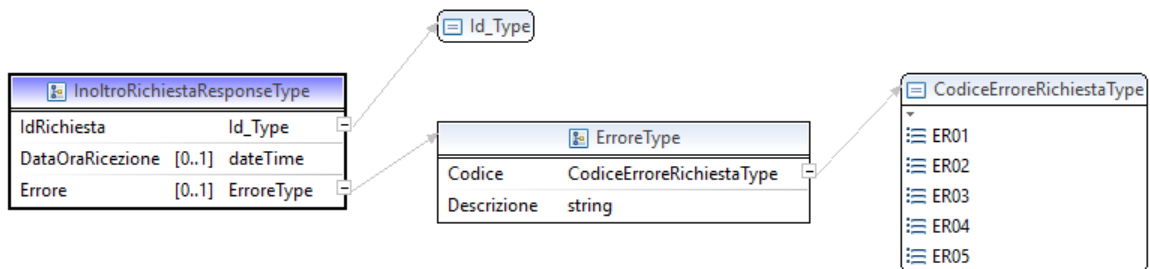 Id_Type
InoltroRichiestaResponseType
IdRichiesta Id_Type
DataOraRicezione [0..1] dateTime
Errore [0..1] ErroreType
ErroreType
Codice CodiceErroreRichiestaType
Descrizione string
CodiceErroreRichiestaType
ER01
ER02
ER03
ER04
ER05